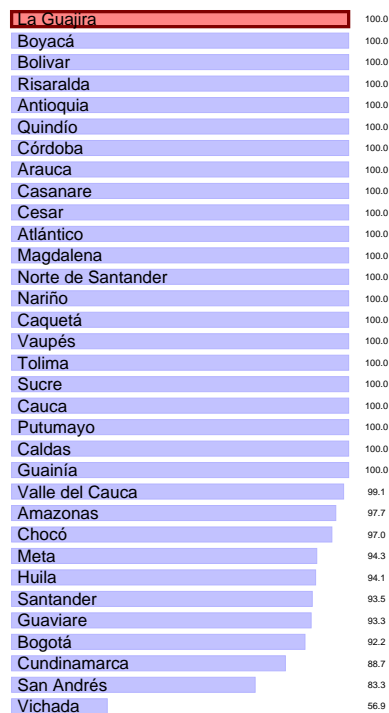 La Guajira 100.0
Boyacá 100.0
Bolivar 100.0
Risaralda 100.0
Antioquia 100.0
Quindío 100.0
Córdoba 100.0
Arauca 100.0
Casanare 100.0
Cesar 100.0
Atlántico 100.0
Magdalena 100.0
Norte de Santander 100.0
Nariño 100.0
Caquetá 100.0
Vaupés 100.0
Tolima 100.0
Sucre 100.0
Cauca 100.0
Putumayo 100.0
Caldas 100.0
Guainía 100.0
Valle del Cauca 99.1
Amazonas 97.7
Chocó 97.0
Meta 94.3
Huila 94.1
Santander 93.5
Guaviare 93.3
Bogotá 92.2
Cundinamarca 88.7
San Andrés 83.3
Vichada 56.9